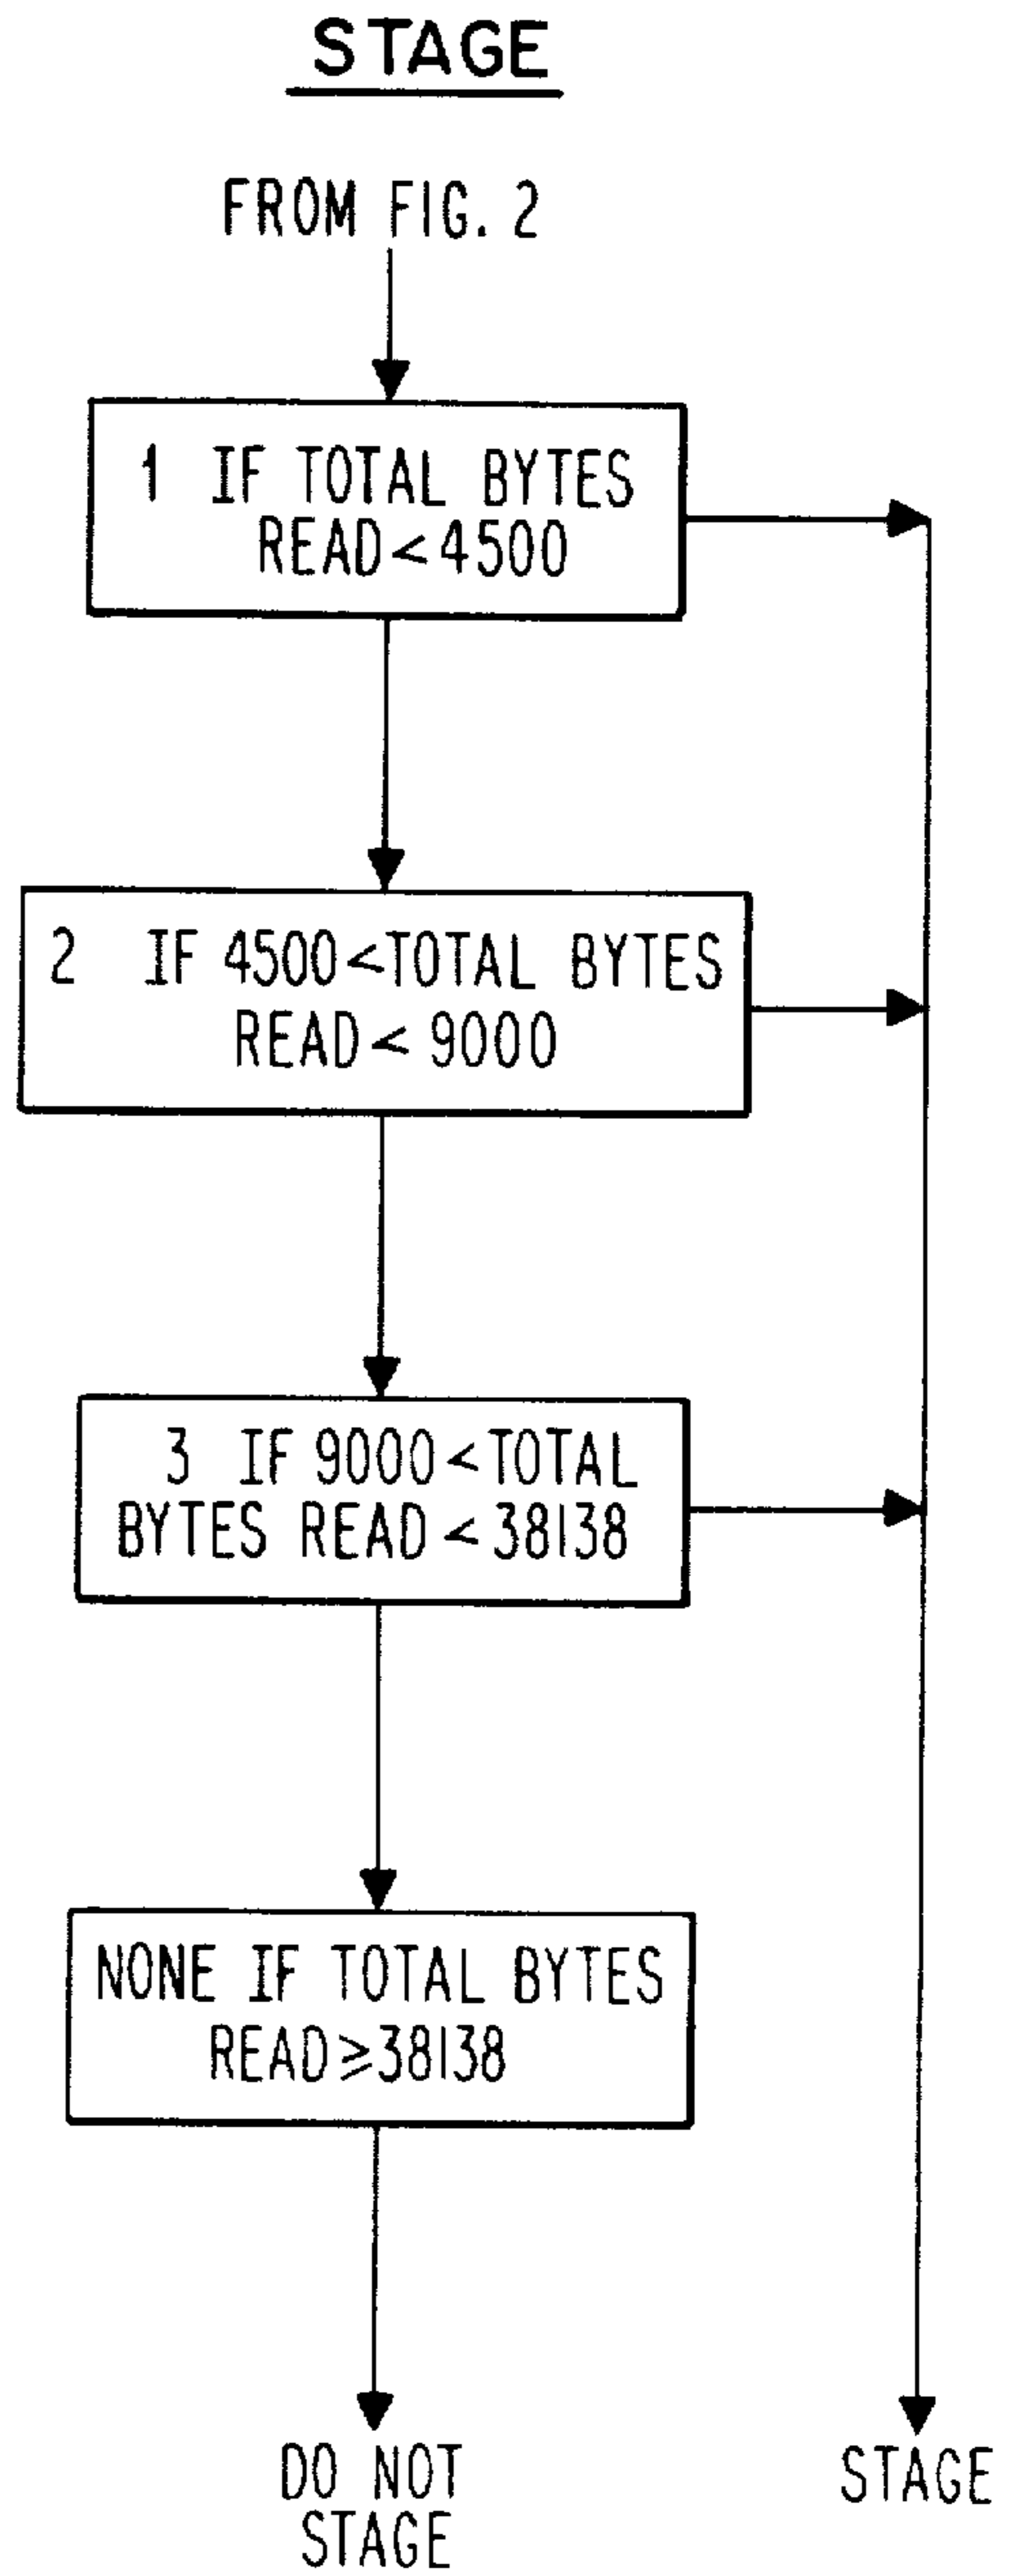 STAGE
FROM FIG. 2
1 IF TOTAL BYTES
READ<4500
2 IF 4500<TOTAL BYTES
READ< 9000
3 IF 9000<TOTAL
BYTES READ <38138
NONE IF TOTAL BYTES
READ≥38138
DO NOT
STAGE
STAGE